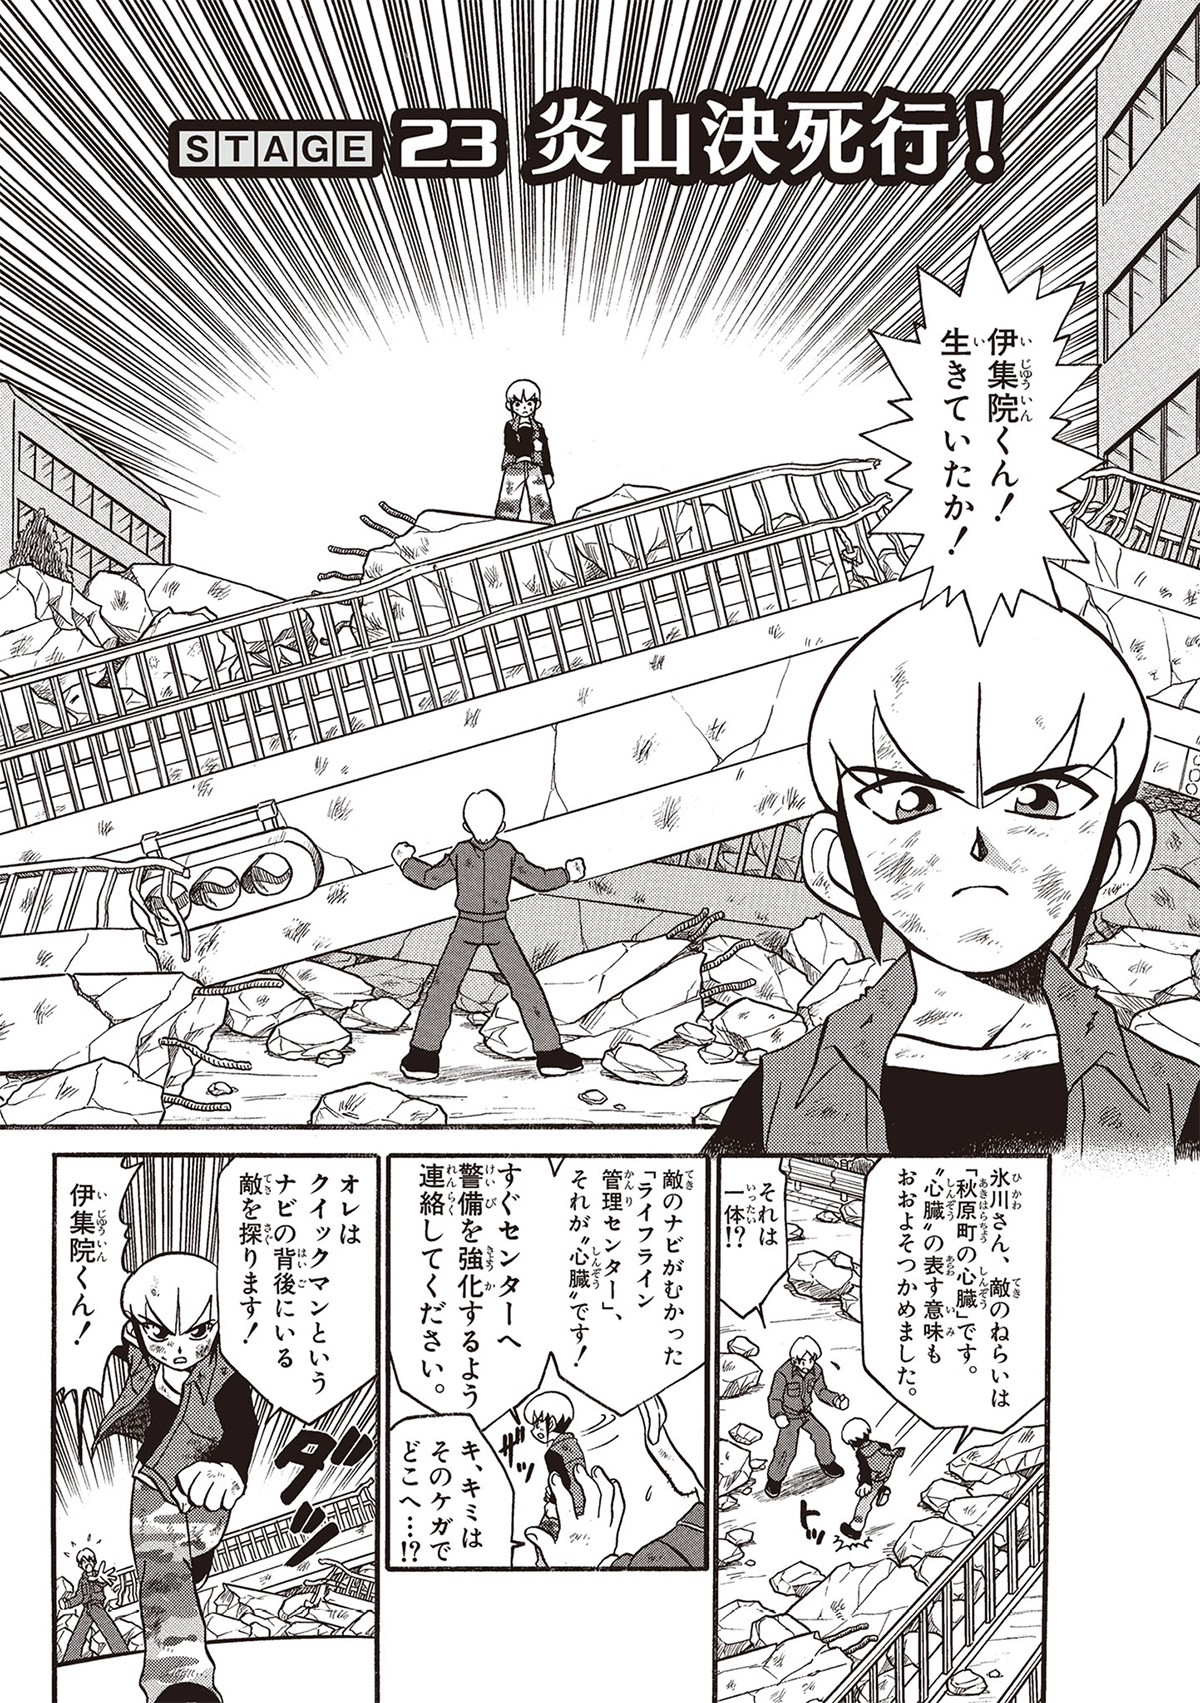 STAGE 23 炎山決死行！
伊集院くん！
生きていたか！
氷川さん、敵のねらいは
「秋原町の心臓」です。
〝心臓〟の表す意味も
おおよそつかめました。
それは
一体!?
トッ
敵のナビがむかった
「ライフライン
管理センター」、
それが〝心臓〟です！
すぐセンターへ
警備を強化するよう
連絡してください。
ザッ
キ、キミは
そのケガで
どこへ…!?
オレは
クイックマンという
ナビの背後にいる
敵を探ります！
ダッ
伊集院くん！